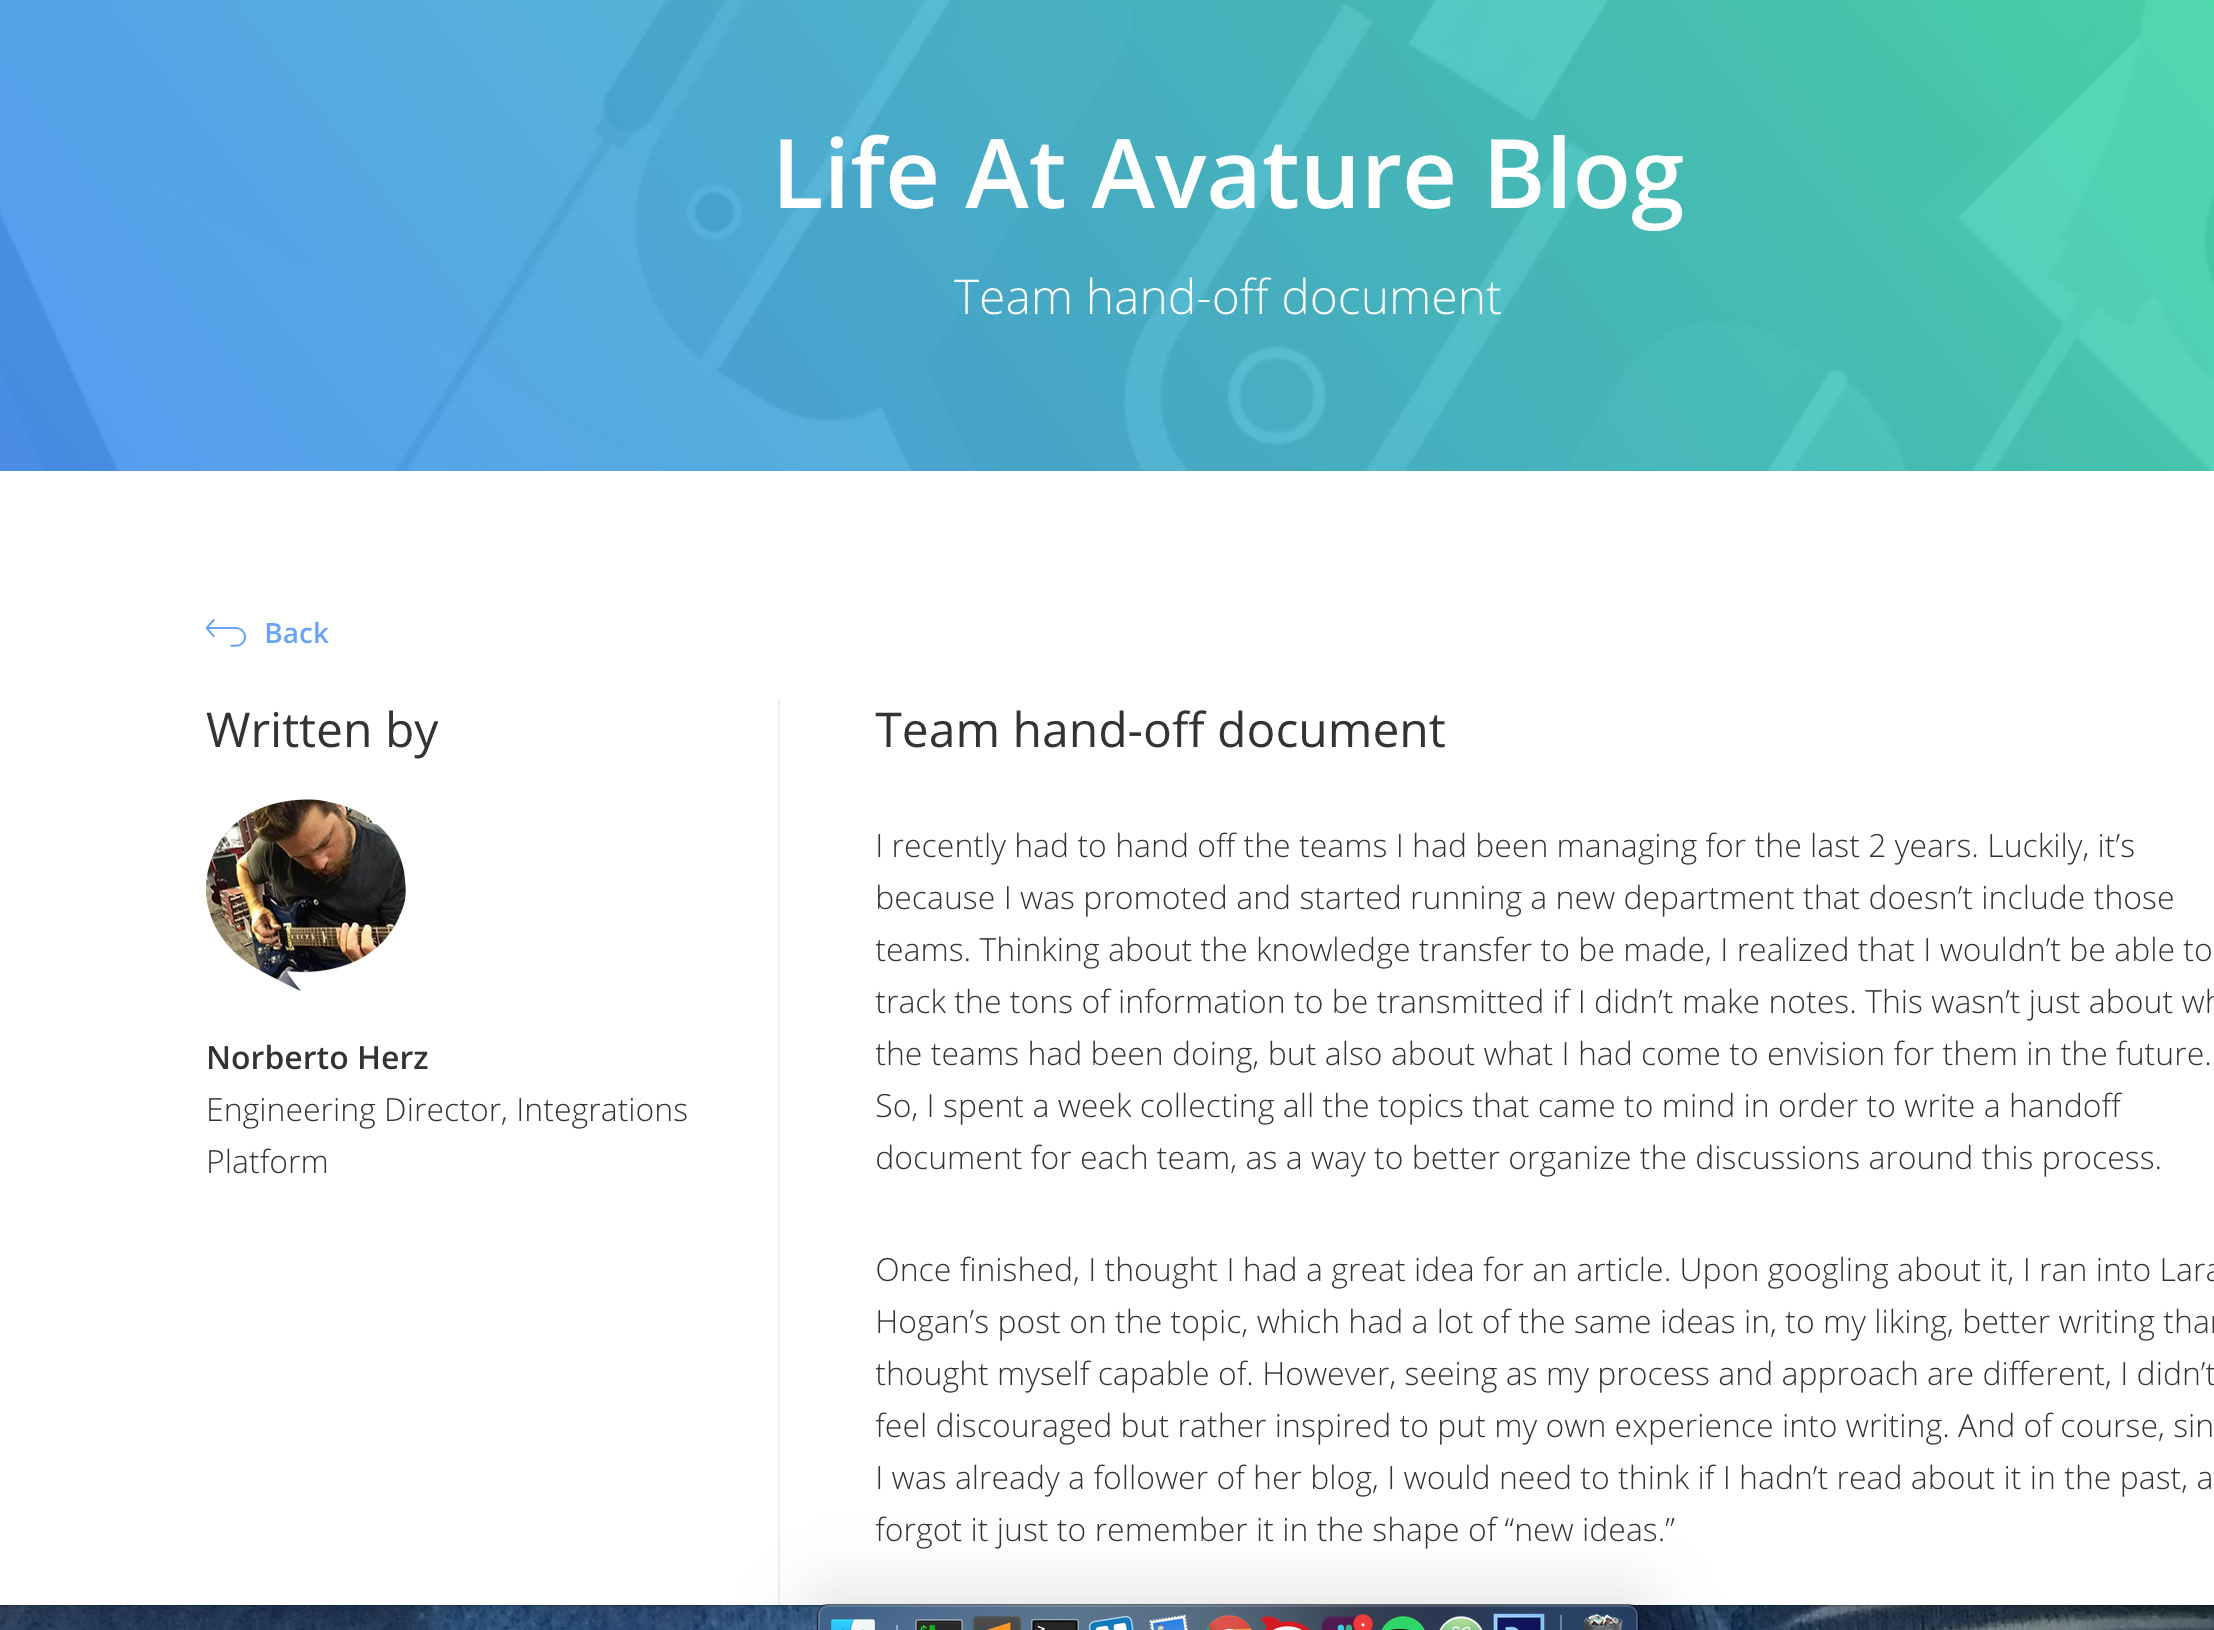 Life At Avature Blog
Team hand-off document
Back
Written by
Norberto Herz
Engineering Director, Integrations
Platform
Team hand-off document
I recently had to hand off the teams I had been managing for the last 2 years. Luckily, it’s
because I was promoted and started running a new department that doesn’t include those
teams. Thinking about the knowledge transfer to be made, I realized that I wouldn’t be able to
track the tons of information to be transmitted if I didn’t make notes. This wasn’t just about
the teams had been doing, but also about what I had come to envision for them in the future.
So, I spent a week collecting all the topics that came to mind in order to write a handoff
document for each team, as a way to better organize the discussions around this process.
Once finished, I thought I had a great idea for an article. Upon googling about it, I ran into Lara
Hogan’s post on the topic, which had a lot of the same ideas in, to my liking, better writing than
thought myself capable of. However, seeing as my process and approach are different, I didn’t
feel discouraged but rather inspired to put my own experience into writing. And of course,
I was already a follower of her blog, I would need to think if I hadn’t read about it in the past,
forgot it just to remember it in the shape of “new ideas.”